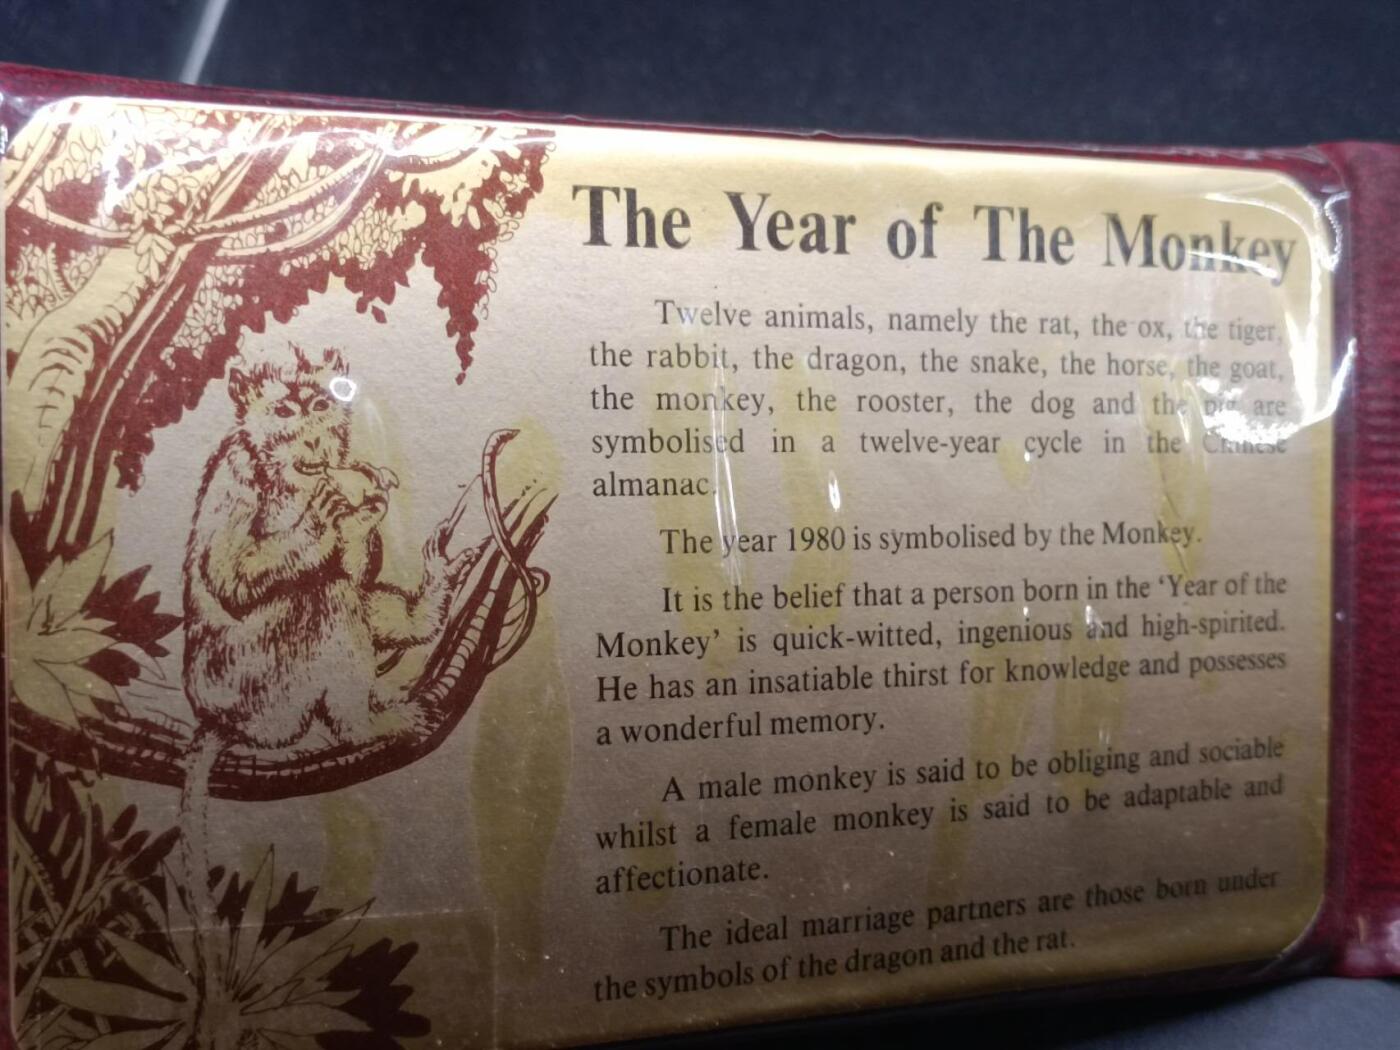 The Year of The Monkey
Twelve animals, namely the rat, the ox, the tiger,
the rabbit, the dragon, the snake, the horse, the goat,
the monkey, the rooster, the dog and the pig are
symbolised in a twelve-year cycle in the Chinese
almanac.
The year 1980 is symbolised by the Monkey.
It is the belief that a person born in the ‘Year of the
Monkey’ is quick-witted, ingenious and high-spirited.
He has an insatiable thirst for knowledge and possesses
a wonderful memory.
A male monkey is said to be obliging and sociable
whilst a female monkey is said to be adaptable and
affectionate.
The ideal marriage partners are those born under
the symbols of the dragon and the rat.